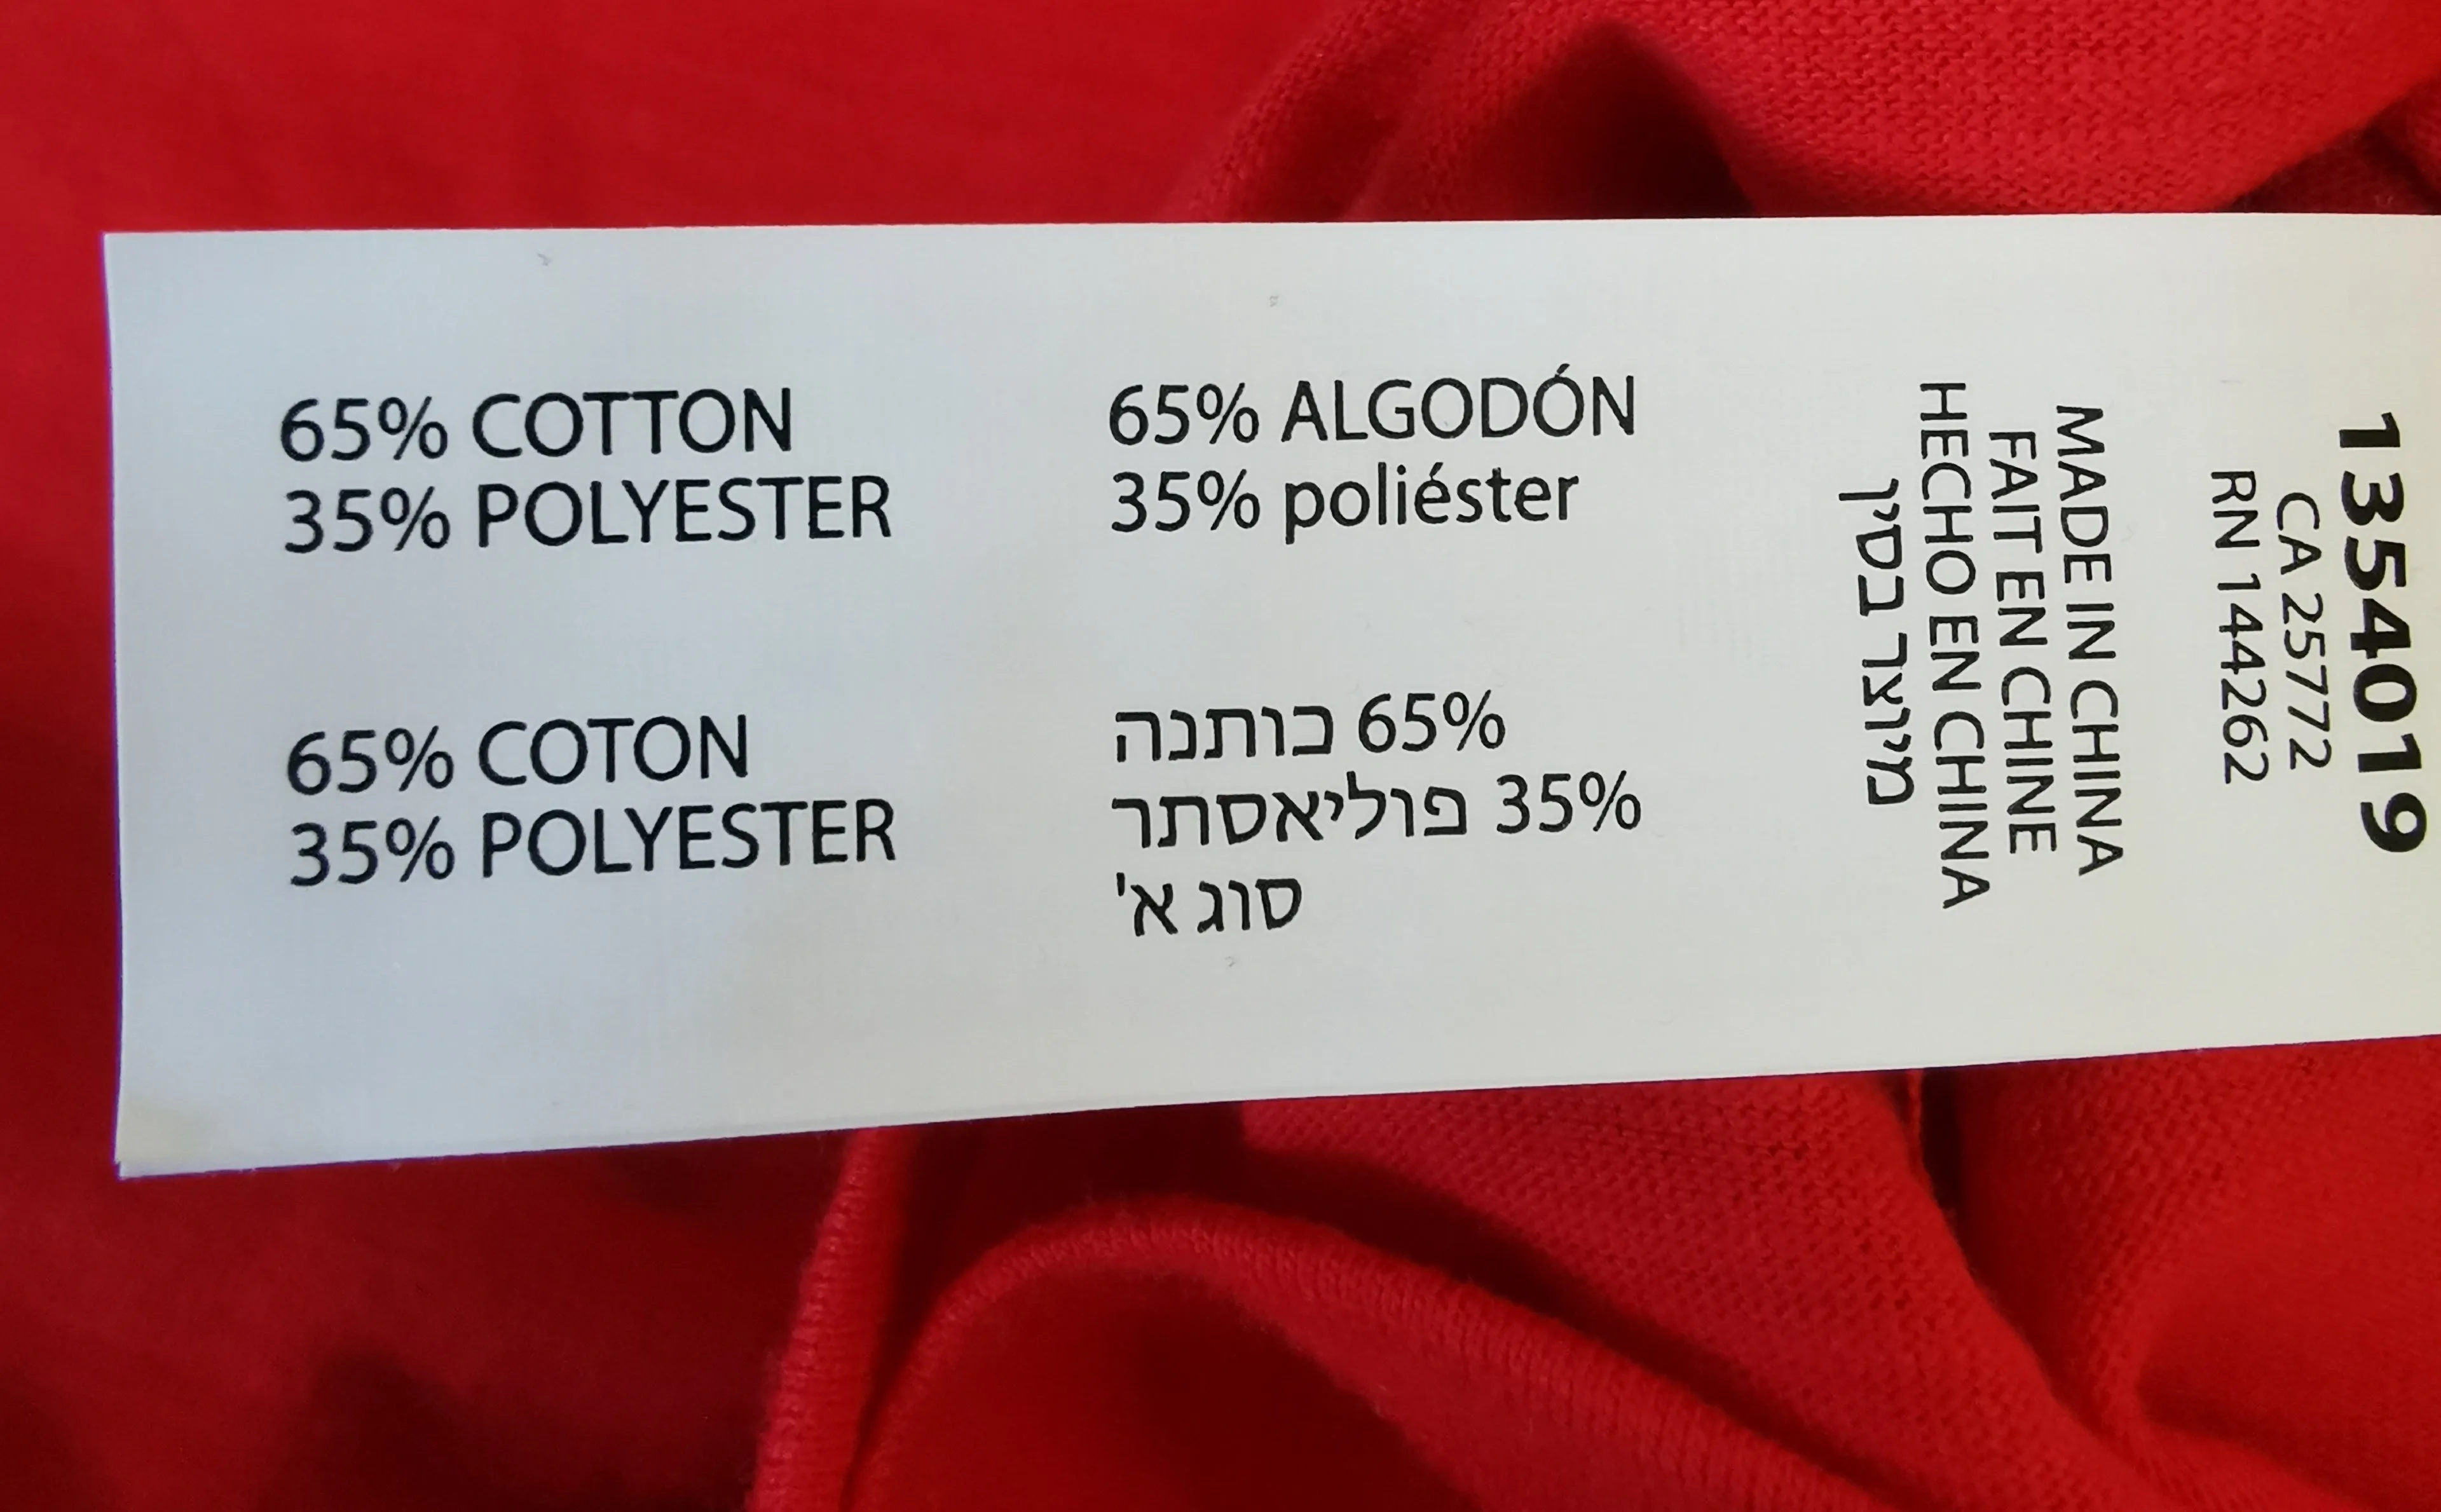 65% COTTON
35% POLYESTER
65% COTON
35% POLYESTER
65% ALGODÓN
35% poliéster
65% כותנה
35% פוליאסתר
סוג א'
1354019
CA 25772
RN 144262
MADE IN CHINA
FAIT EN CHINE
HECHO EN CHINA
מיוצר בסין